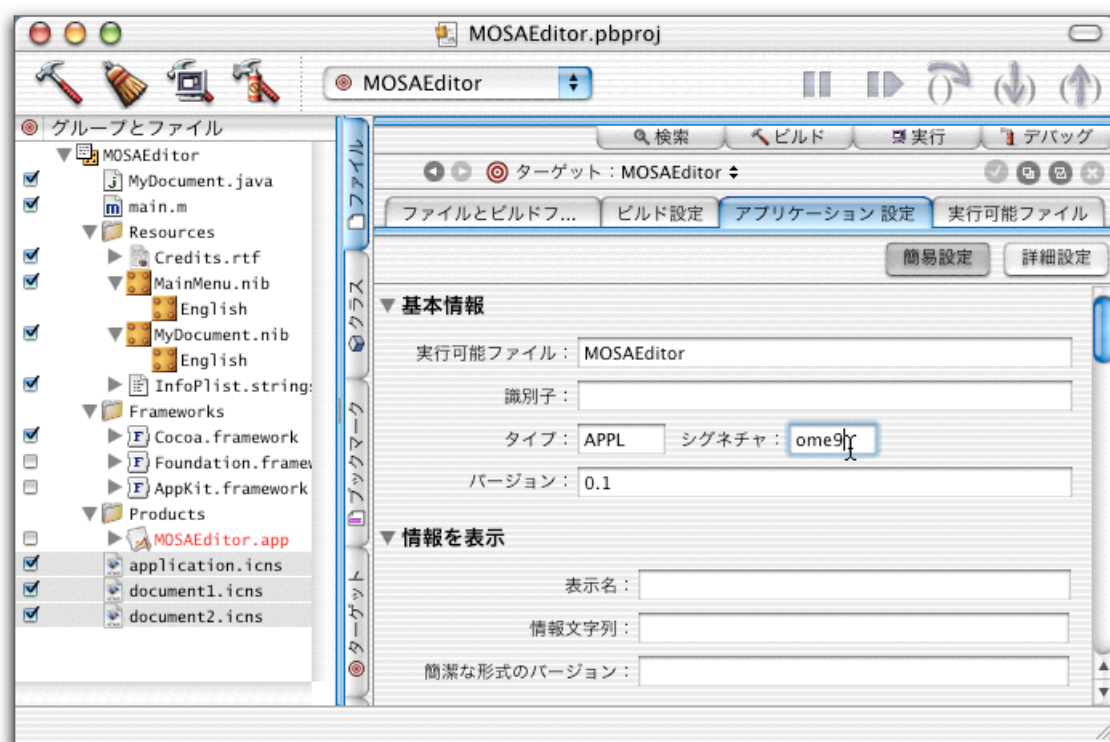 MOSAEditor.pbproj
MOSAEditor
グループとファイル
MOSAEditor
MyDocument.java
main.m
Resources
Credits.rtf
MainMenu.nib
English
MyDocument.nib
English
InfoPlist.strings
Frameworks
Cocoa.framework
Foundation.framew
AppKit.framework
Products
MOSAEditor.app
application.icns
document1.icns
document2.icns
ファイル
クラス
ブックマーク
ターゲット
検索 ビルド 実行 デバッグ
ターゲット：MOSAEditor
ファイルとビルドフ... ビルド設定 アプリケーション 設定 実行可能ファイル
簡易設定 詳細設定
基本情報
実行可能ファイル： MOSAEditor
識別子：
タイプ： APPL シグネチャ： ome9
バージョン： 0.1
情報を表示
表示名：
情報文字列：
簡潔な形式のバージョン：